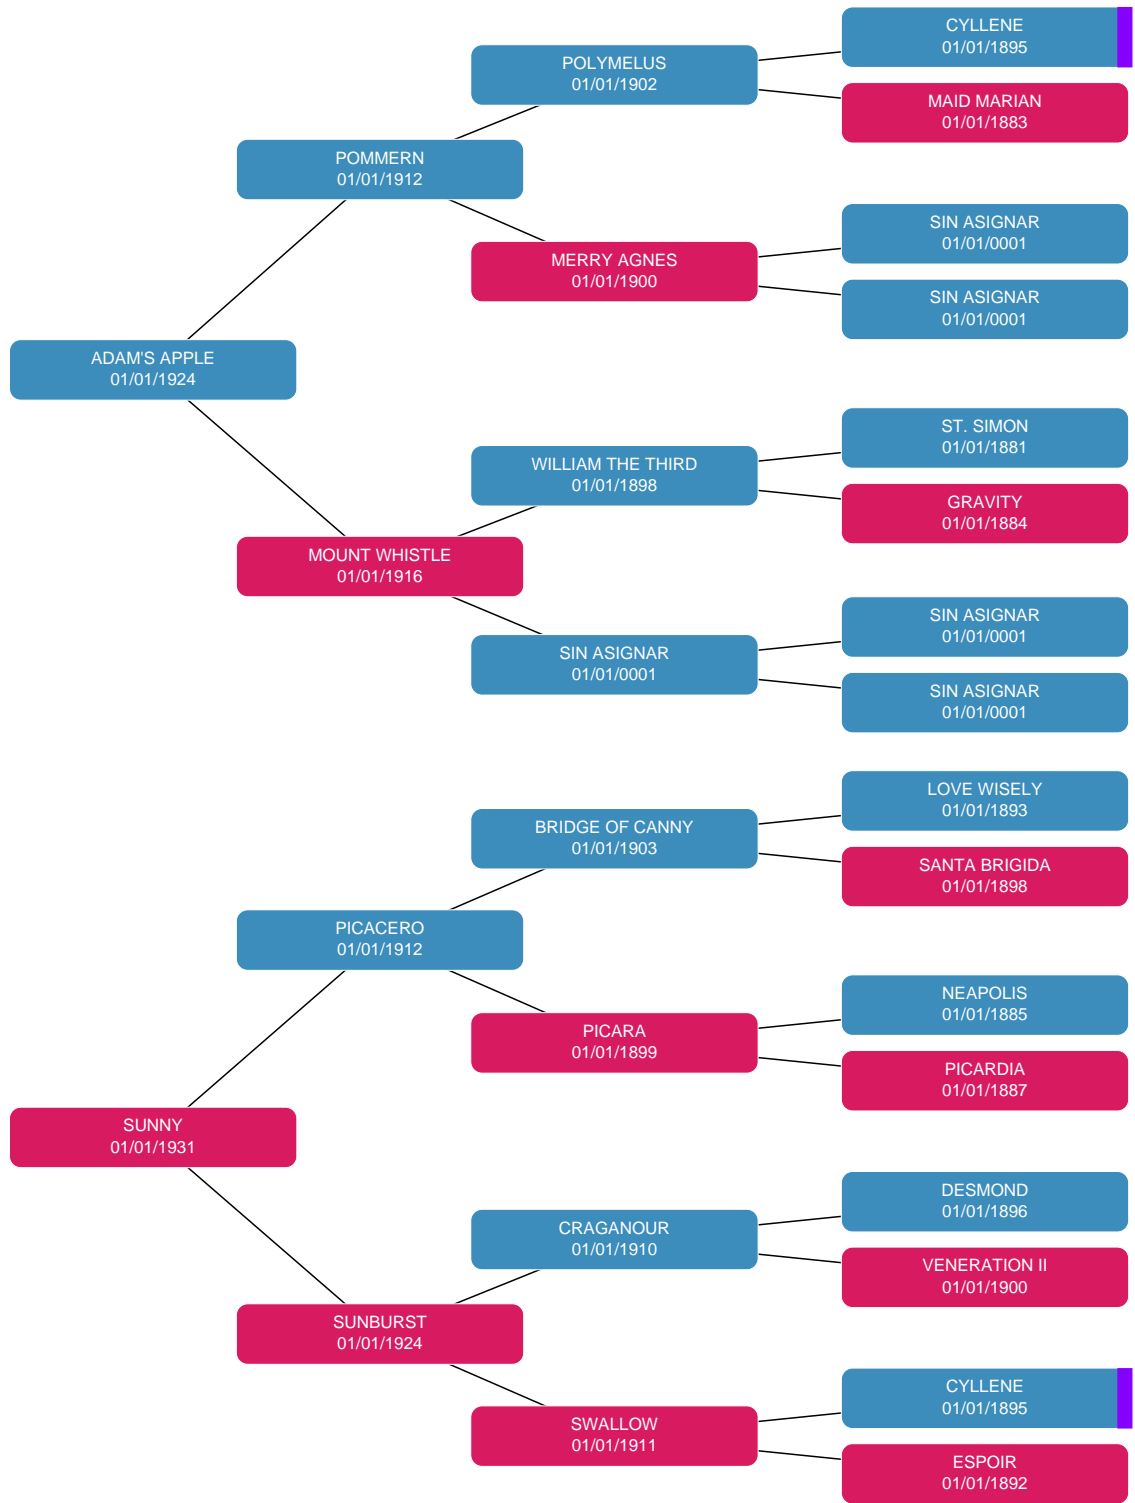 CYLLENE
01/01/1895
POLYMELUS
01/01/1902
MAID MARIAN
01/01/1883
POMMERN
01/01/1912
SIN ASIGNAR
01/01/0001
MERRY AGNES
01/01/1900
SIN ASIGNAR
01/01/0001
ADAM'S APPLE
01/01/1924
ST. SIMON
01/01/1881
WILLIAM THE THIRD
01/01/1898
GRAVITY
01/01/1884
MOUNT WHISTLE
01/01/1916
SIN ASIGNAR
01/01/0001
SIN ASIGNAR
01/01/0001
SIN ASIGNAR
01/01/0001
LOVE WISELY
01/01/1893
BRIDGE OF CANNY
01/01/1903
SANTA BRIGIDA
01/01/1898
PICACERO
01/01/1912
NEAPOLIS
01/01/1885
PICARA
01/01/1899
PICARDIA
01/01/1887
SUNNY
01/01/1931
DESMOND
01/01/1896
CRAGANOUR
01/01/1910
VENERATION II
01/01/1900
SUNBURST
01/01/1924
CYLLENE
01/01/1895
SWALLOW
01/01/1911
ESPOIR
01/01/1892